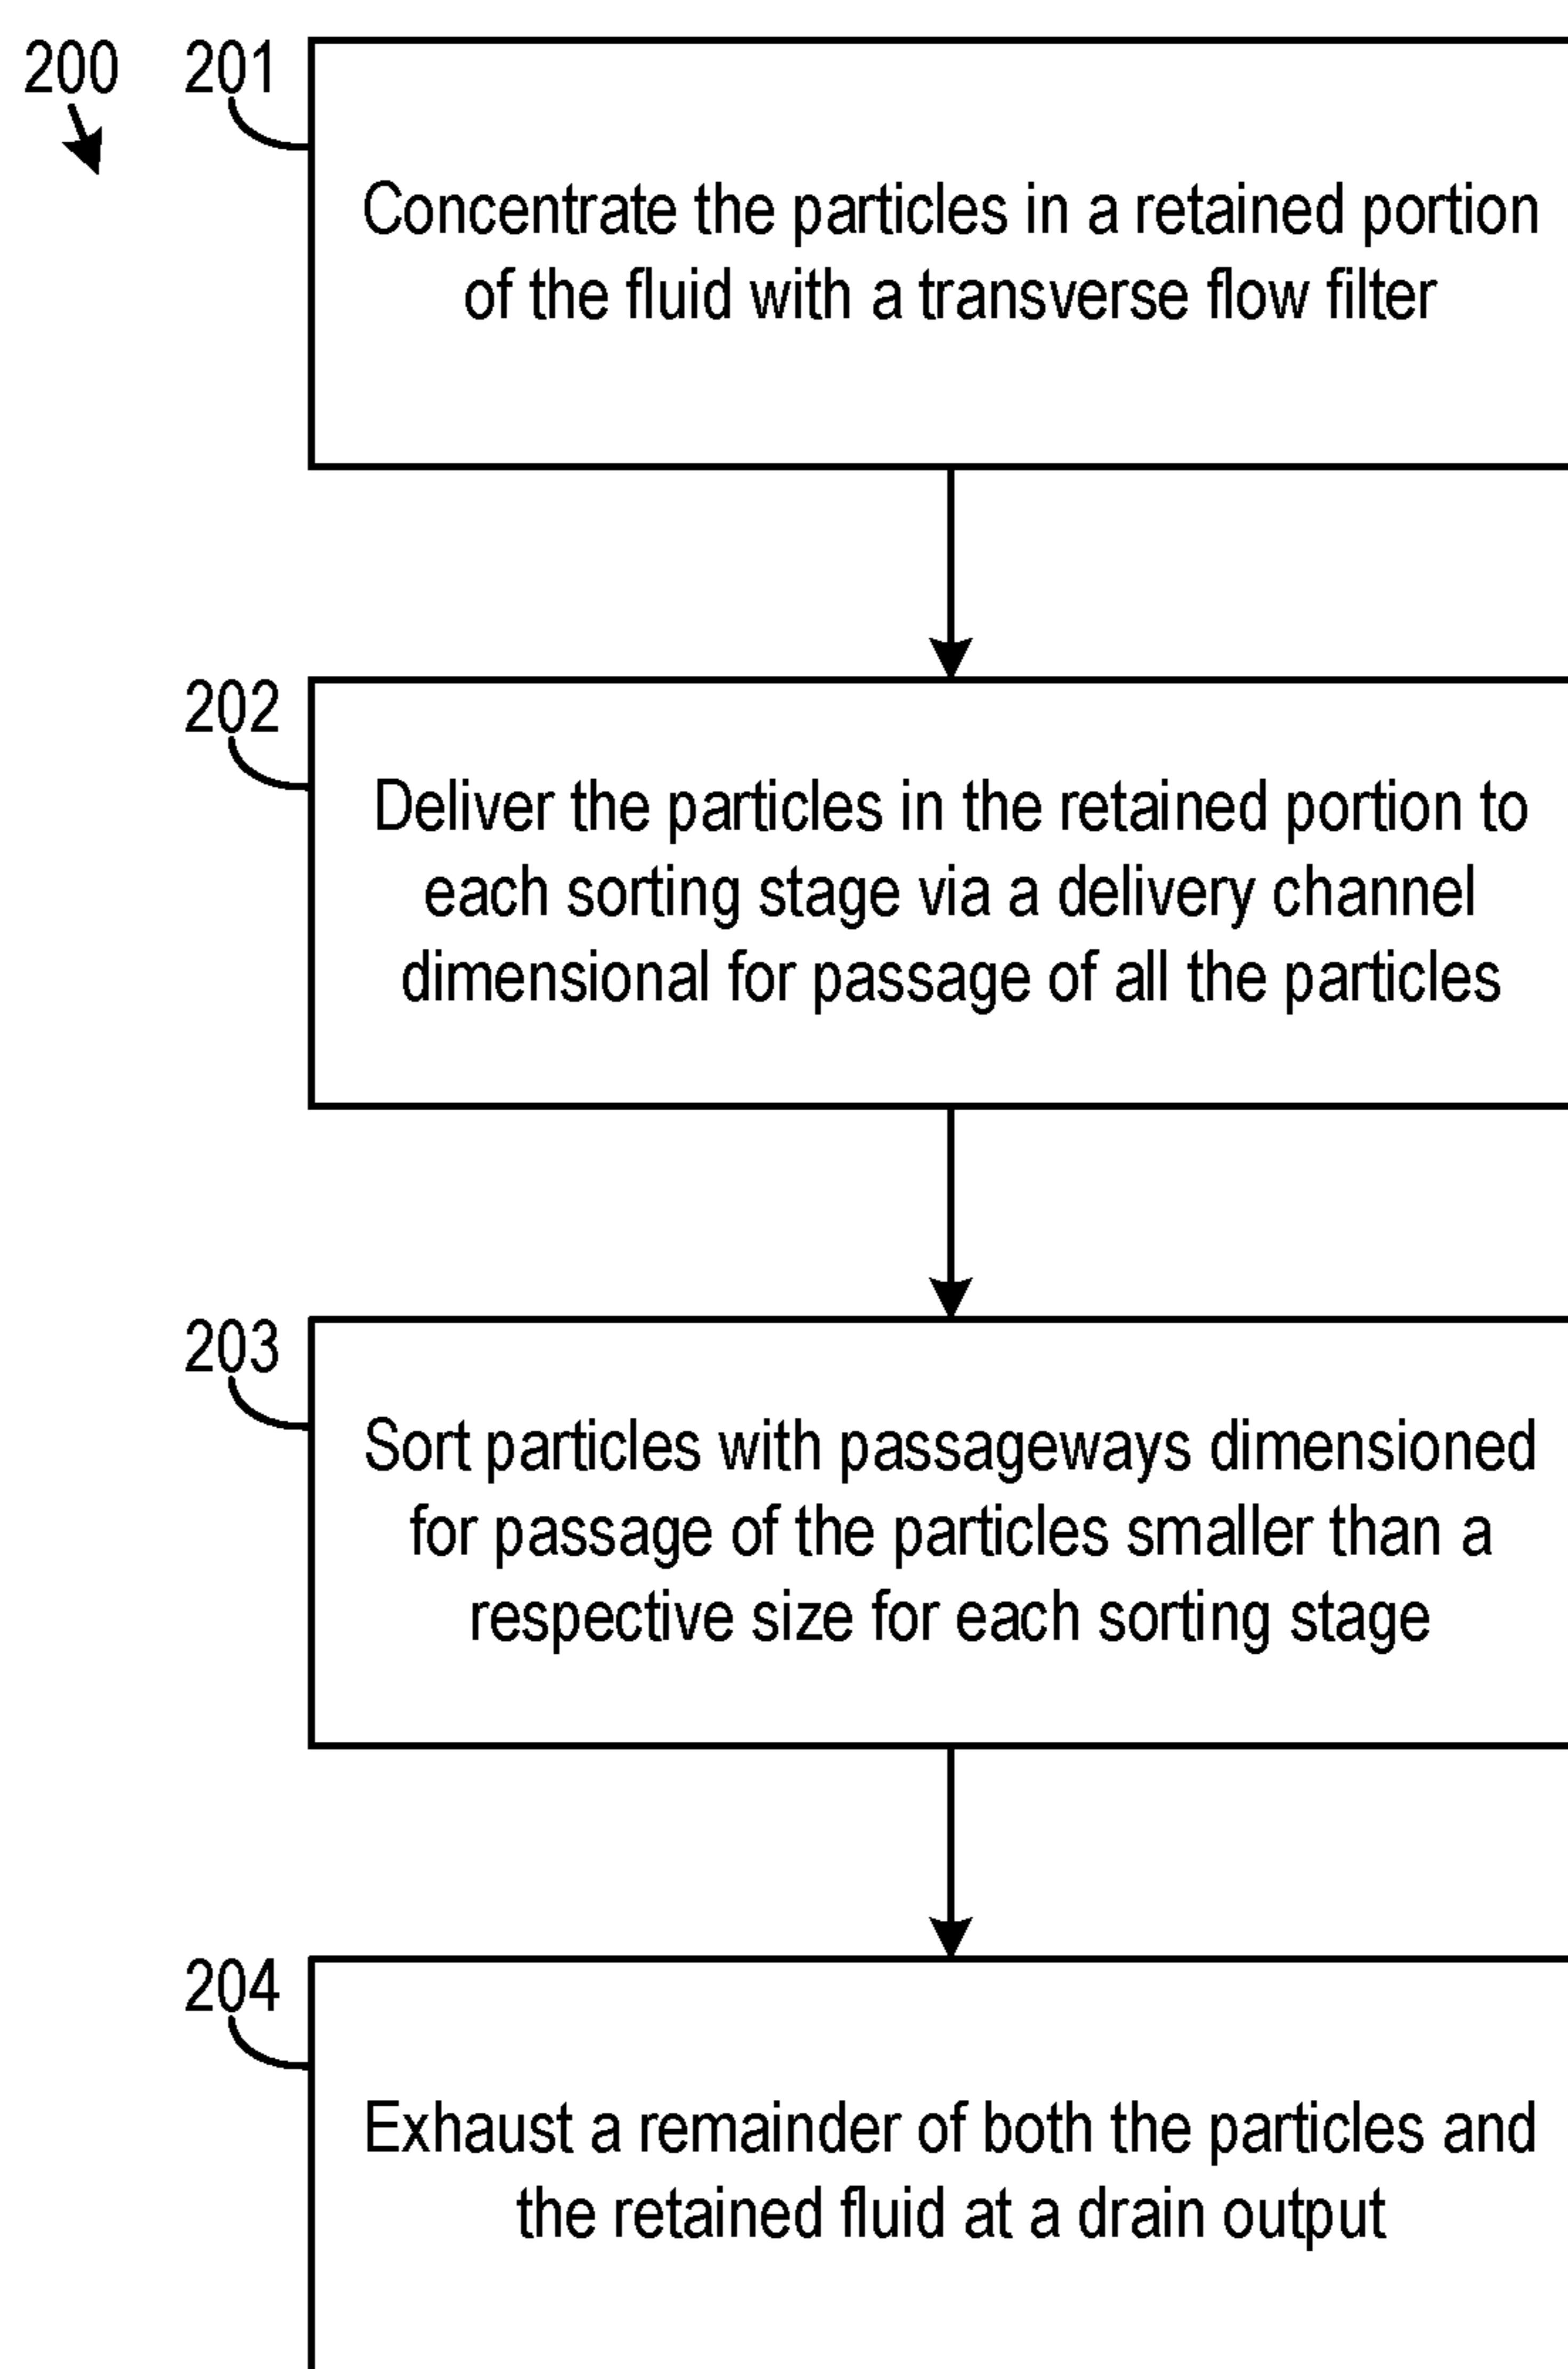 200
201
Concentrate the particles in a retained portion
of the fluid with a transverse flow filter
202
Deliver the particles in the retained portion to
each sorting stage via a delivery channel
dimensional for passage of all the particles
203
Sort particles with passageways dimensioned
for passage of the particles smaller than a
respective size for each sorting stage
204
Exhaust a remainder of both the particles and
the retained fluid at a drain output